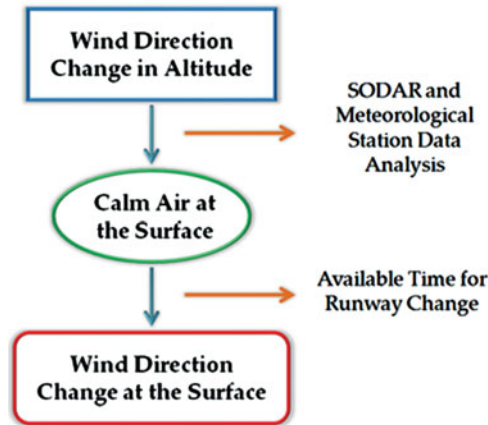 Wind Direction
Change in Altitude
SODAR and
Meteorological
Station Data
Analysis
Calm Air at
the Surface
Available Time for
Runway Change
Wind Direction
Change at the Surface